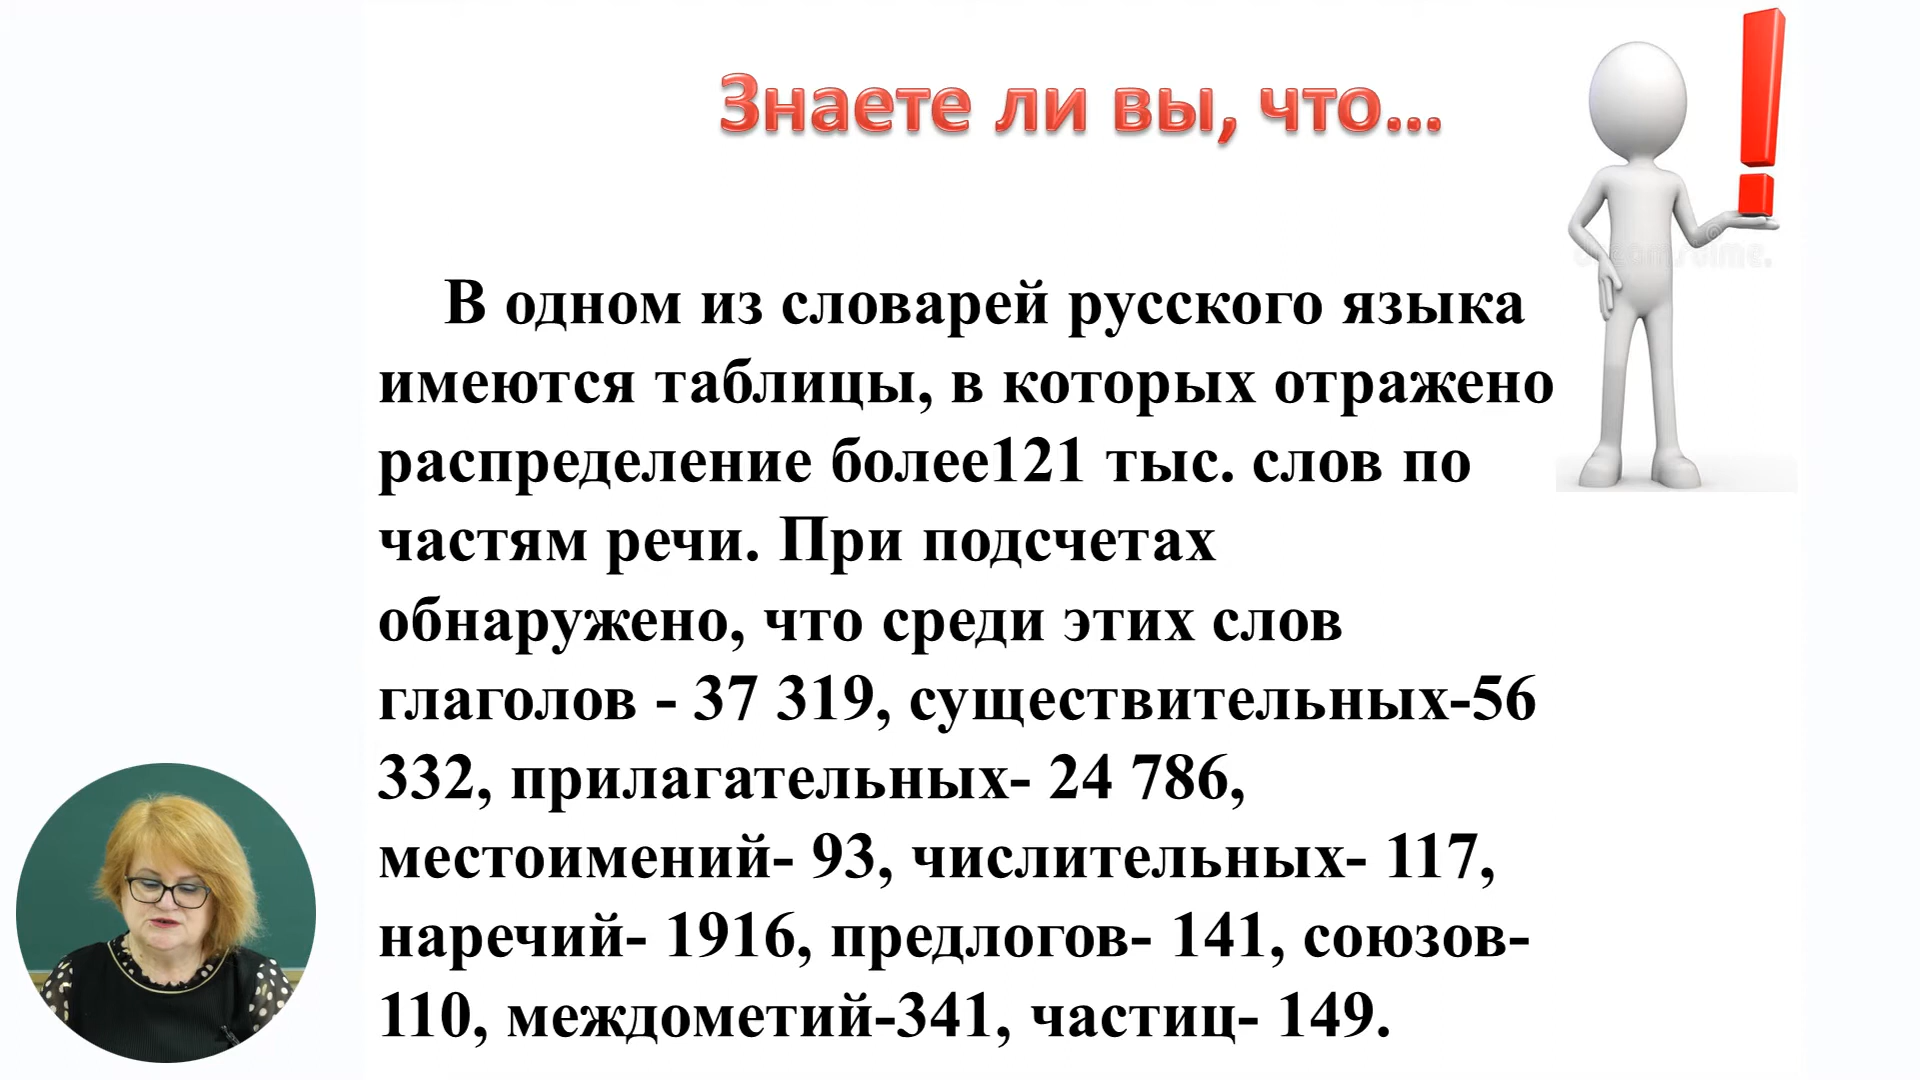 Знаете ли вы, что...
В одном из словарей русского языка
имеются таблицы, в которых отражено
распределение более121 тыс. слов по
частям речи. При подсчетах
обнаружено, что среди этих слов
глаголов - 37 319, существительных-56
332, прилагательных- 24 786,
местоимений- 93, числительных- 117,
наречий- 1916, предлогов- 141, союзов-
110, междометий-341, частиц- 149.